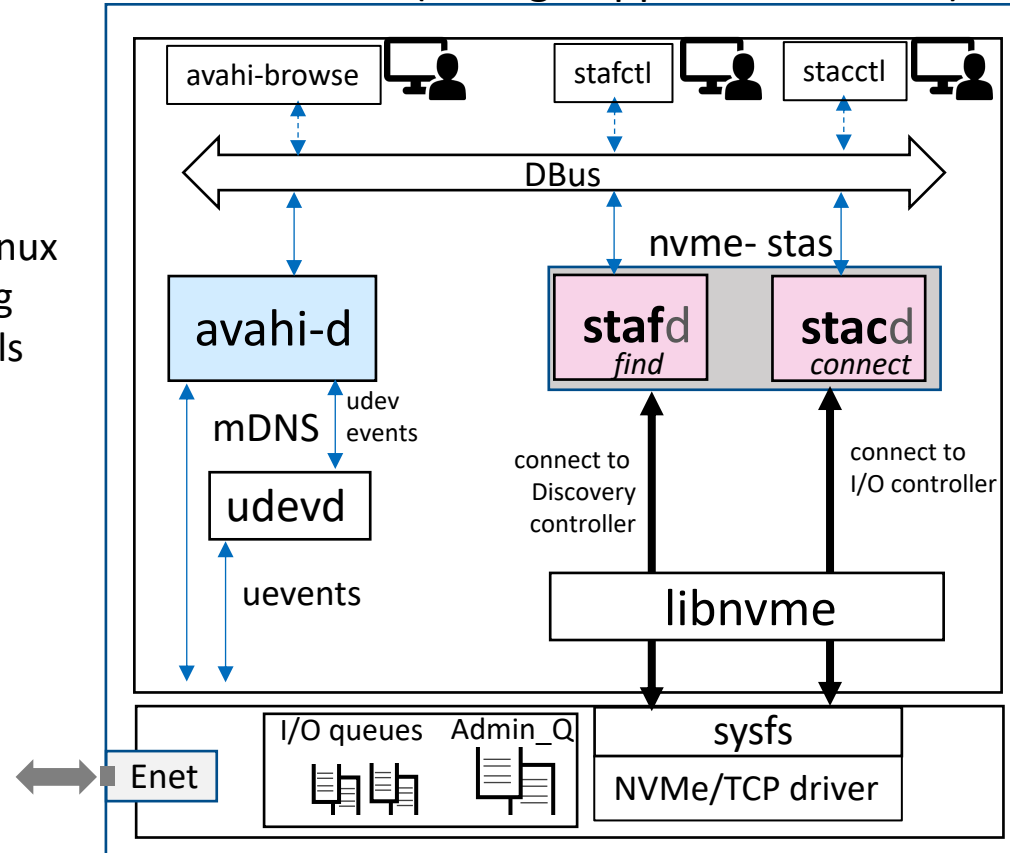 avahi-browse
stafctl
stacctl
DBus
nux
g
ls
nvme- stas
avahi-d
stafd
find
stacd
connect
mDNS
udev
events
connect to
Discovery
controller
connect to
I/O controller
udevd
uevents
libnvme
I/O queues
Admin_Q
sysfs
Enet
NVMe/TCP driver